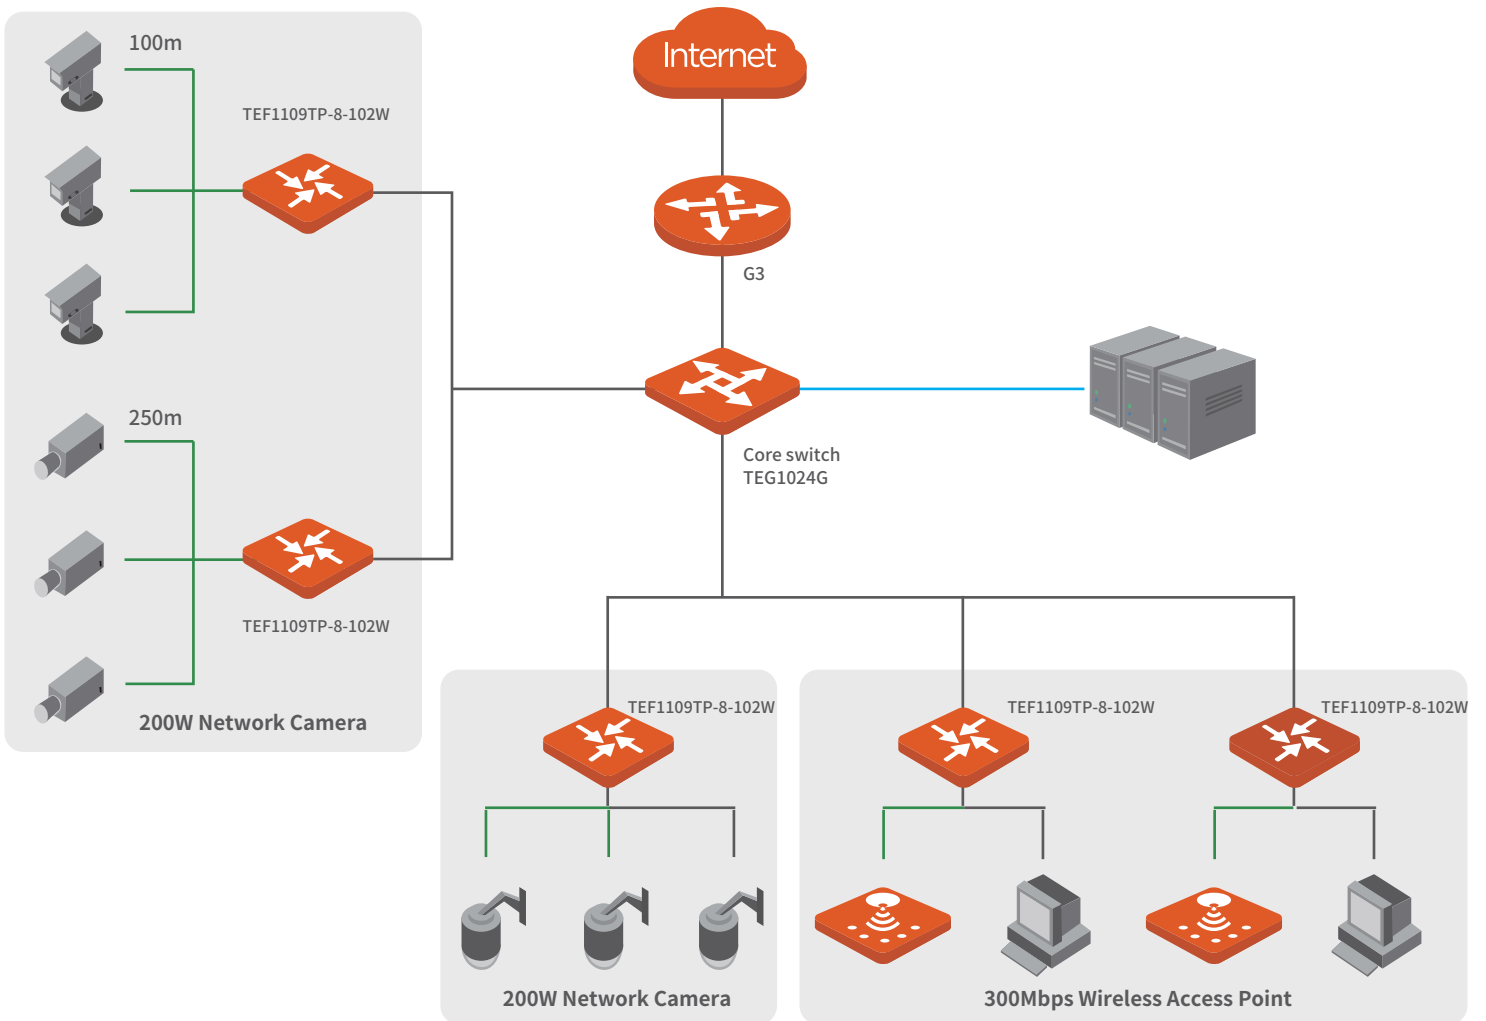 100m
TEF1109TP-8-102W
250m
TEF1109TP-8-102W
200W Network Camera
Internet
G3
Core switch
TEG1024G
TEF1109TP-8-102W
200W Network Camera
TEF1109TP-8-102W
TEF1109TP-8-102W
300Mbps Wireless Access Point